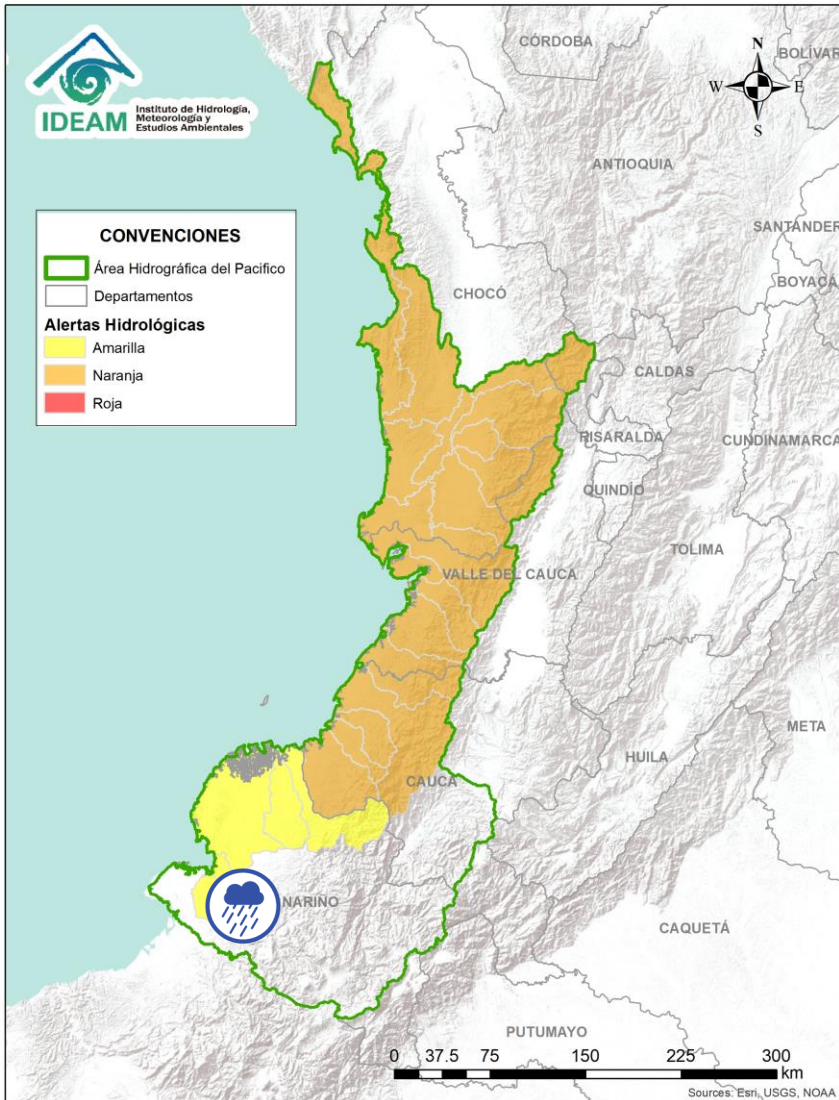 IDEAM
Instituto de Hidrología,
Meteorología y
Estudios Ambientales
N
W
E
S
CONVENCIONES
Área Hidrográfica del Pacifico
Departamentos
Alertas Hidrológicas
Amarilla
Naranja
Roja
CÓRDOBA
BOLÍVAR
ANTIOQUIA
SANTANDER
BOYACÁ
CHOCÓ
CALDAS
RISARALDA
CUNDINAMARCA
QUINDÍO
TOLIMA
VALLE DEL CAUCA
META
HUILA
CAUCA
NARIÑO
CAQUETÁ
PUTUMAYO
0 37.5 75 150 225 300
km
Sources: Esri, USGS, NOAA